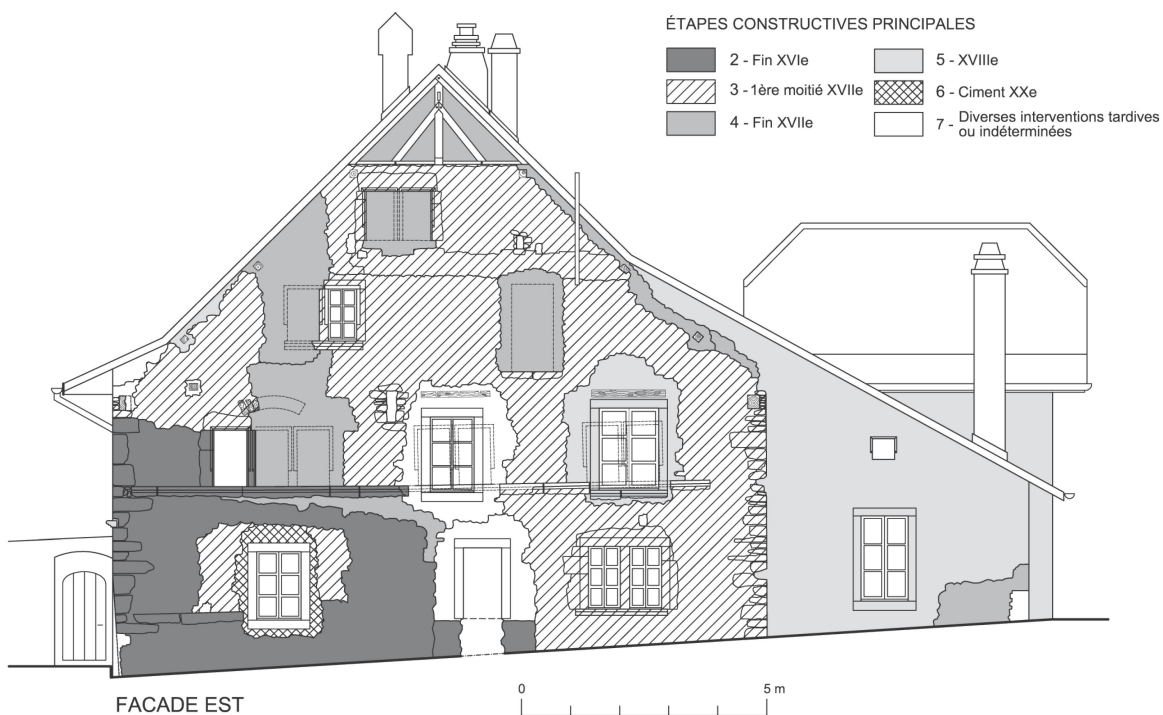 ÉTAPES CONSTRUCTIVES PRINCIPALES
2 - Fin XVIe
3 - 1ère moitié XVIIe
4 - Fin XVIIe
5 - XVIIIe
6 - Ciment XXe
7 - Diverses interventions tardives
ou indéterminées
FACADE EST
0
5 m